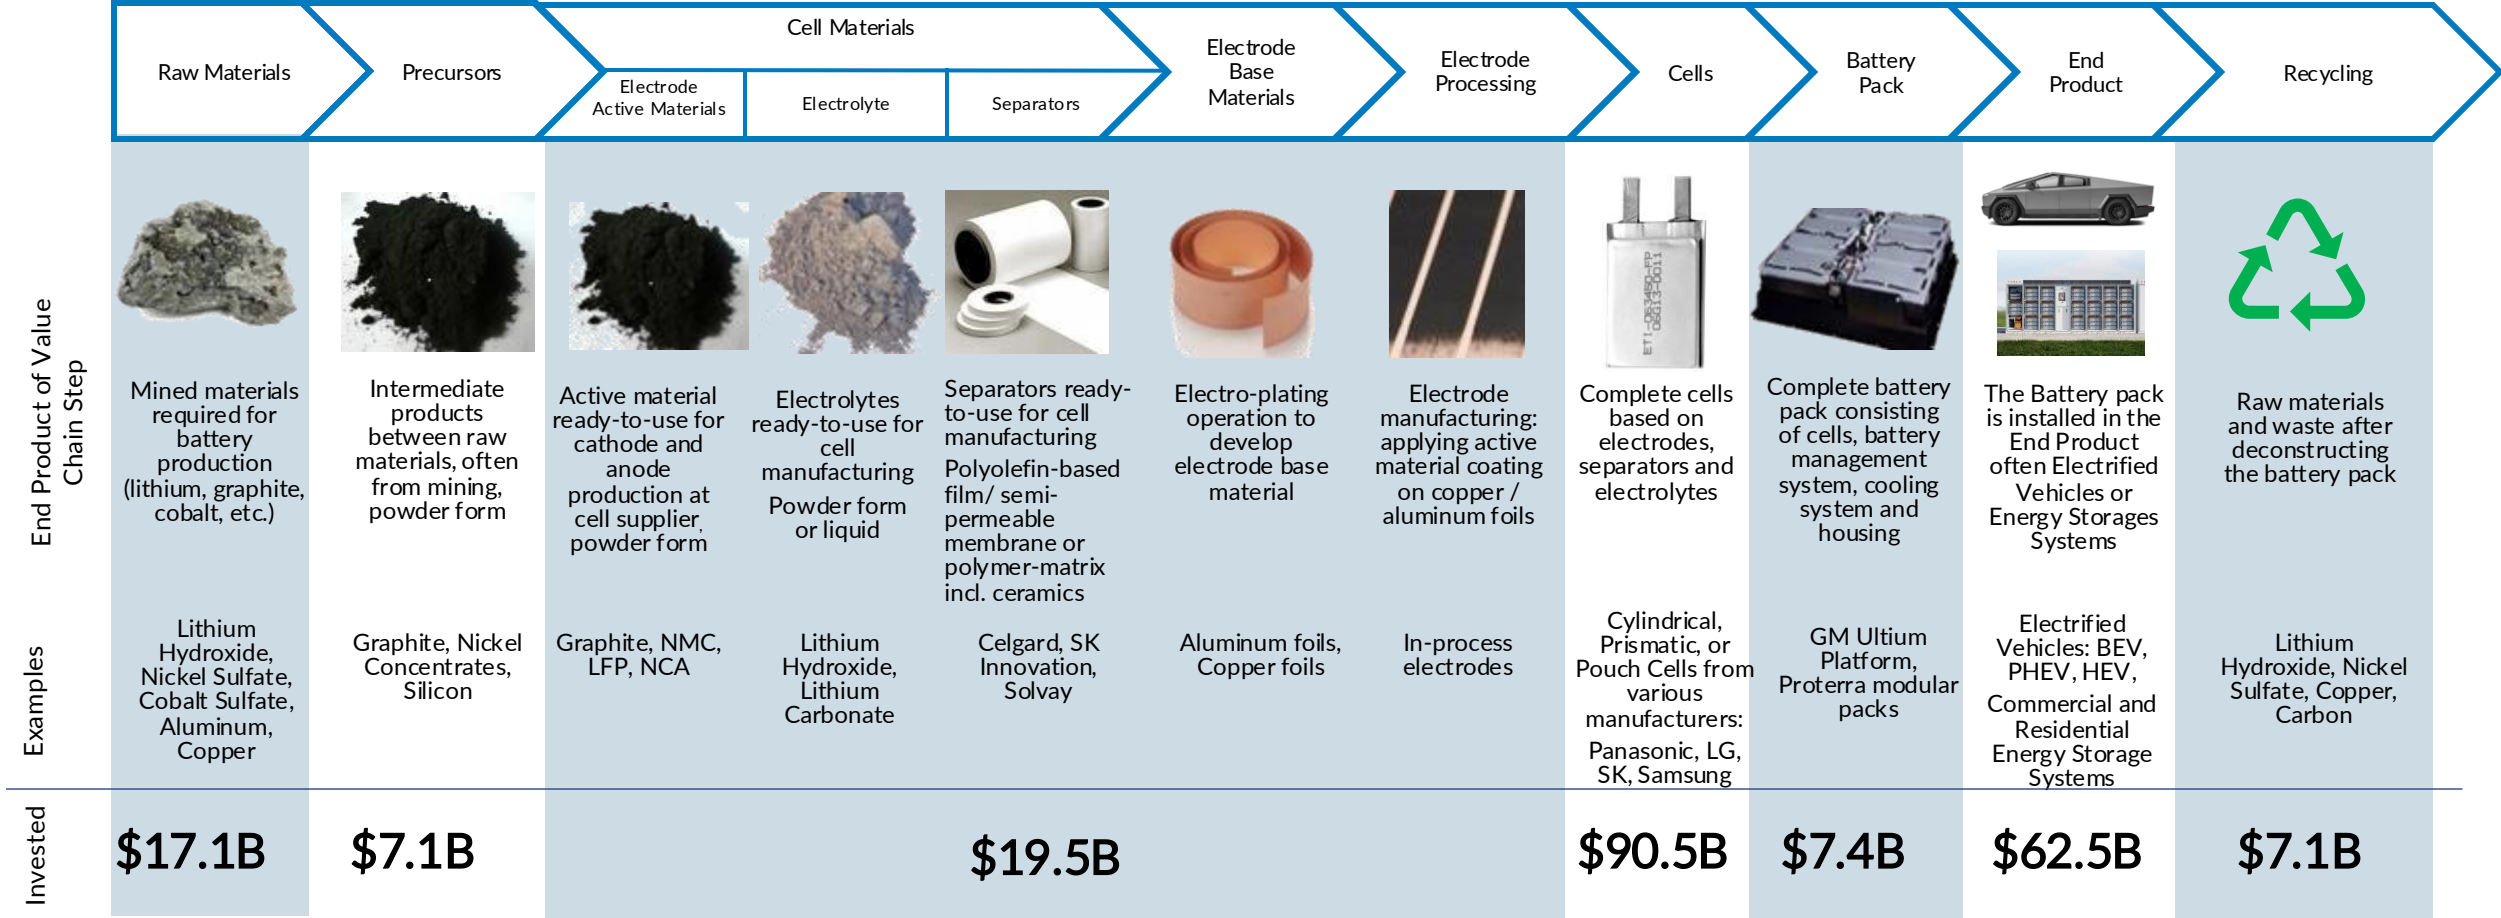 Raw Materials
Precursors
Cell Materials
Electrode
Active Materials
Electrolyte
Separators
Electrode
Base
Materials
Electrode
Processing
Cells
Battery
Pack
End
Product
Recycling
End Product of Value
Chain Step
Mined materials
required for
battery
production
(lithium, graphite,
cobalt, etc.)
Intermediate
products
between raw
materials, often
from mining,
powder form
Active material
ready-to-use for
cathode and
anode
production at
cell supplier,
powder form
Electrolytes
ready-to-use for
cell
manufacturing
Powder form
or liquid
Separators ready-
to-use for cell
manufacturing
Polyolefin-based
film/ semi-
permeable
membrane or
polymer-matrix
incl. ceramics
Electro-plating
operation to
develop
electrode base
material
Electrode
manufacturing:
applying active
material coating
on copper /
aluminum foils
ETI-063450-FP
Complete cells
based on
electrodes,
separators and
electrolytes
Complete battery
pack consisting
of cells, battery
management
system, cooling
system and
housing
The Battery pack
is installed in the
End Product
often Electrified
Vehicles or
Energy Storages
Systems
Raw materials
and waste after
deconstructing
the battery pack
Examples
Lithium
Hydroxide,
Nickel Sulfate,
Cobalt Sulfate,
Aluminum,
Copper
Graphite, Nickel
Concentrates,
Silicon
Graphite, NMC,
LFP, NCA
Lithium
Hydroxide,
Lithium
Carbonate
Celgard, SK
Innovation,
Solvay
Aluminum foils,
Copper foils
In-process
electrodes
Cylindrical,
Prismatic, or
Pouch Cells from
various
manufacturers:
Panasonic, LG,
SK, Samsung
GM Ultium
Platform,
Proterra modular
packs
Electrified
Vehicles: BEV,
PHEV, HEV,
Commercial and
Residential
Energy Storage
Systems
Lithium
Hydroxide, Nickel
Sulfate, Copper,
Carbon
Invested
$17.1B
$7.1B
$19.5B
$90.5B
$7.4B
$62.5B
$7.1B